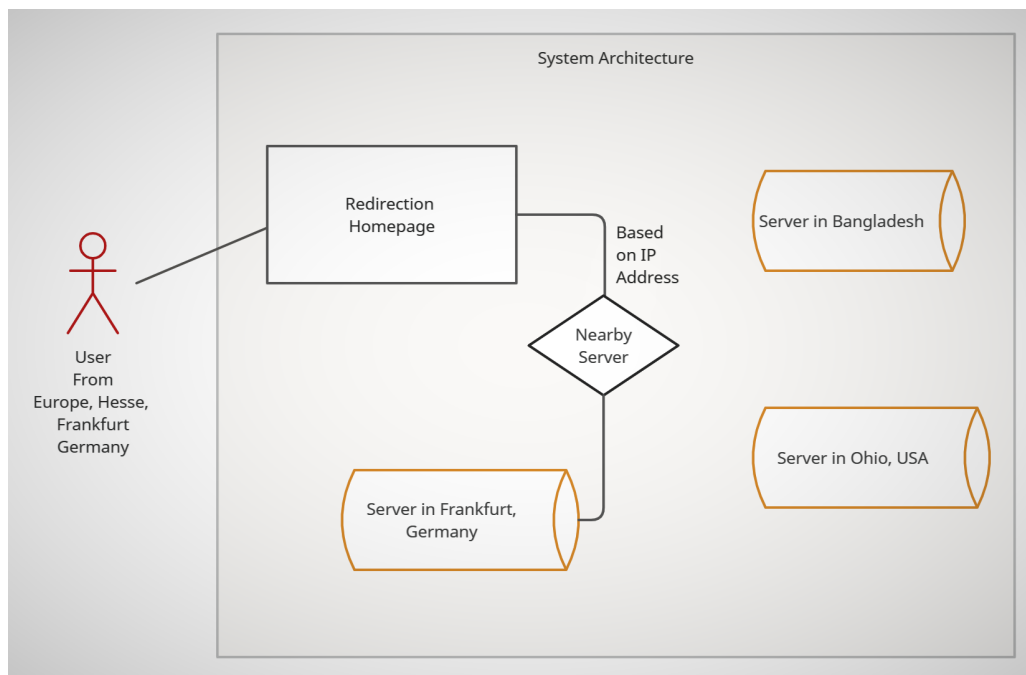 System Architecture
Redirection
Homepage
Based
on IP
Address
Server in Bangladesh
Nearby
Server
User
From
Europe, Hesse,
Frankfurt
Germany
Server in Ohio, USA
Server in Frankfurt,
Germany